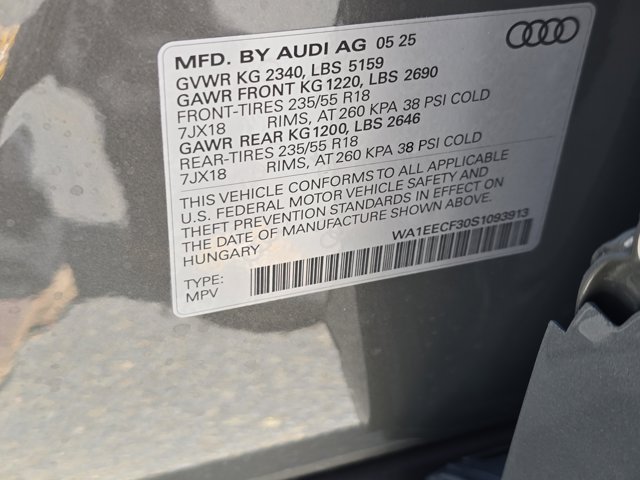 MFD. BY AUDI AG 05 25
GVWR KG 2340, LBS 5159
GAWR FRONT KG 1220, LBS 2690
FRONT-TIRES 235/55 R18
7JX18 RIMS, AT 260 KPA 38 PSI COLD
GAWR REAR KG 1200, LBS 2646
REAR-TIRES 235/55 R18
7JX18 RIMS, AT 260 KPA 38 PSI COLD
THIS VEHICLE CONFORMS TO ALL APPLICABLE
U.S. FEDERAL MOTOR VEHICLE SAFETY AND
THEFT PREVENTION STANDARDS IN EFFECT ON
THE DATE OF MANUFACTURE SHOWN ABOVE.
HUNGARY
WA1EECF30S1093913
TYPE:
MPV